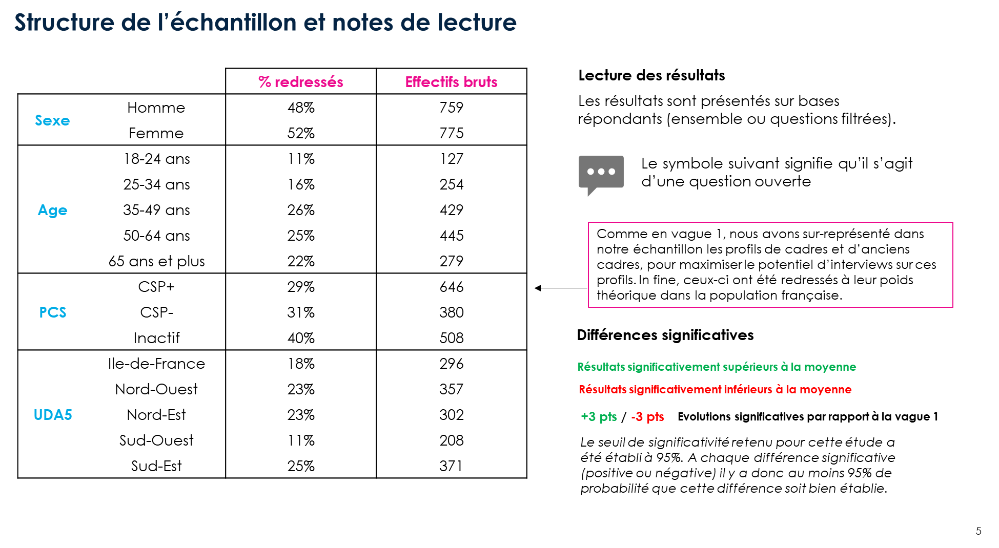 Structure de l’échantillon et notes de lecture
% redressés Effectifs bruts
Sexe
Homme 48% 759
Femme 52% 775
Age
18-24 ans 11% 127
25-34 ans 16% 254
35-49 ans 26% 429
50-64 ans 25% 445
65 ans et plus 22% 279
PCS
CSP+ 29% 646
CSP- 31% 380
Inactif 40% 508
UDA5
Ile-de-France 18% 296
Nord-Ouest 23% 357
Nord-Est 23% 302
Sud-Ouest 11% 208
Sud-Est 25% 371
Lecture des résultats
Les résultats sont présentés sur bases
répondants (ensemble ou questions filtrées).
Le symbole suivant signifie qu’il s’agit
d’une question ouverte
Comme en vague 1, nous avons sur-représenté dans
notre échantillon les profils de cadres et d’anciens
cadres, pour maximiser le potentiel d’interviews sur ces
profils. In fine, ceux-ci ont été redressés à leur poids
théorique dans la population française.
Différences significatives
Résultats significativement supérieurs à la moyenne
Résultats significativement inférieurs à la moyenne
+3 pts / -3 pts Evolutions significatives par rapport à la vague 1
Le seuil de significativité retenu pour cette étude a
été établi à 95%. A chaque différence significative
(positive ou négative) il y a donc au moins 95% de
probabilité que cette différence soit bien établie.
5